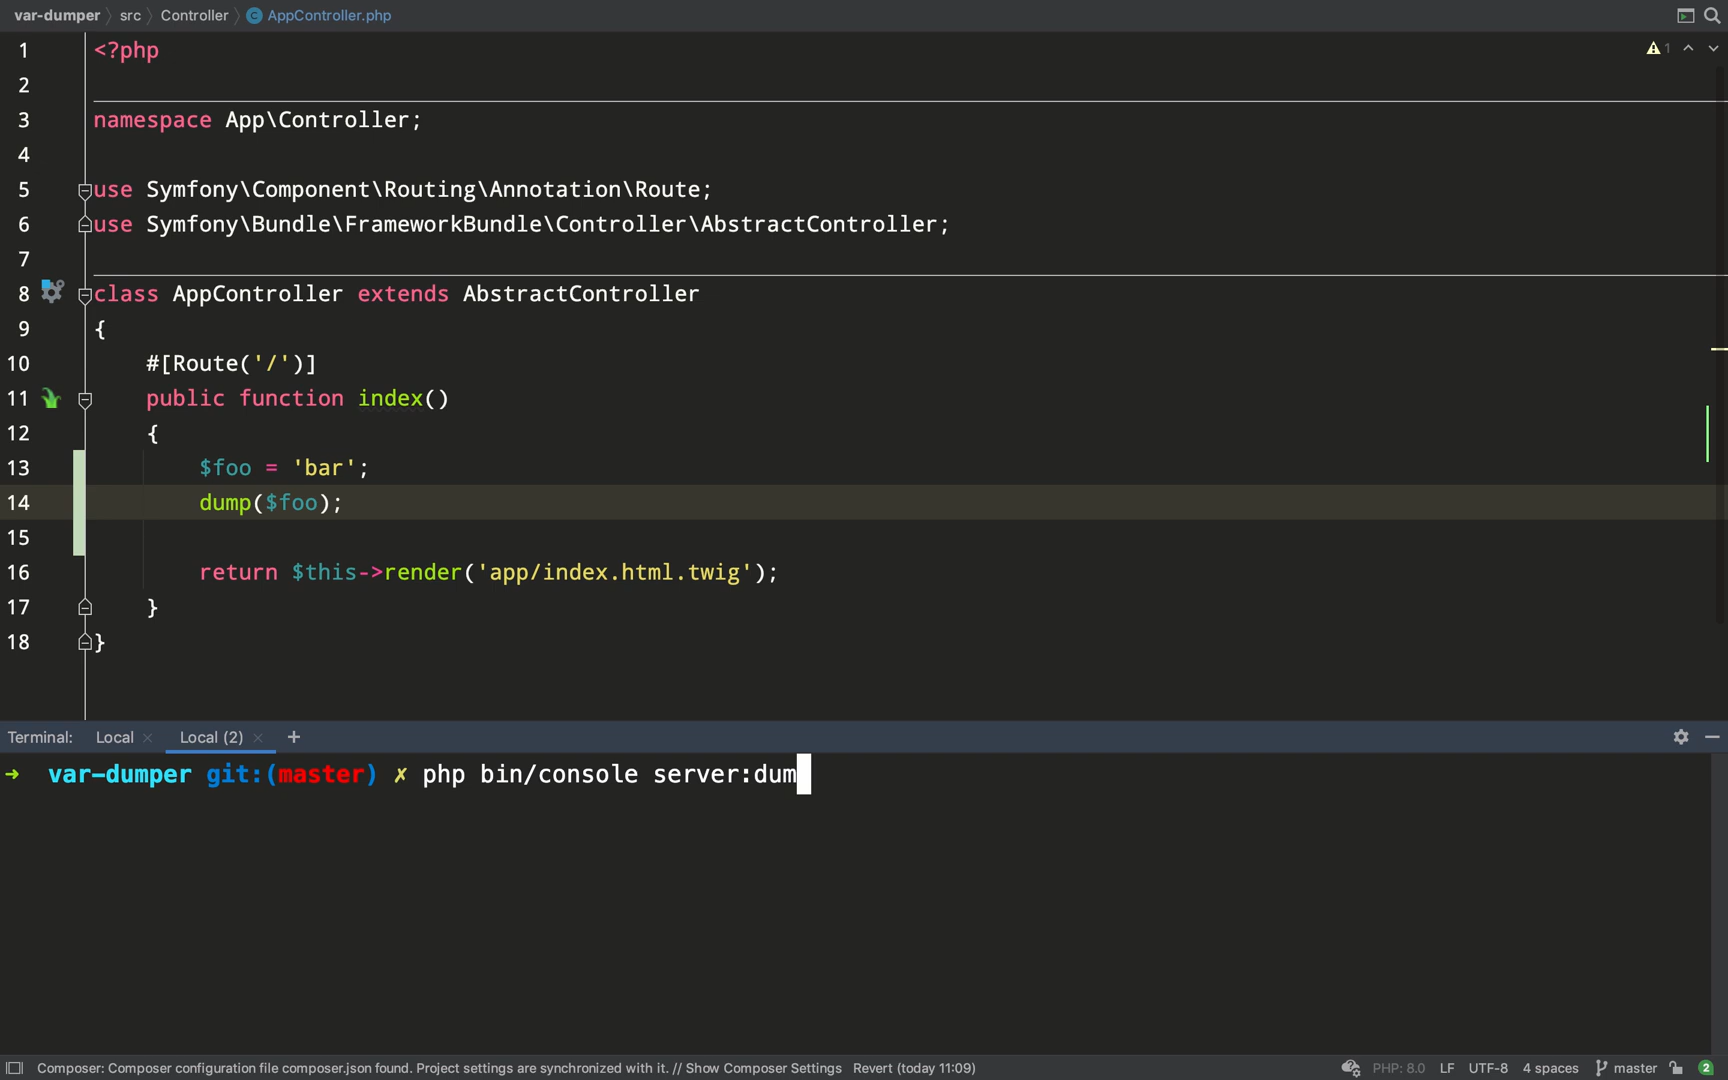 var-dumper src Controller AppController.php
1 <?php
1
2
3 namespace App\Controller;
4
5 use Symfony\Component\Routing\Annotation\Route;
6 use Symfony\Bundle\FrameworkBundle\Controller\AbstractController;
7
8 class AppController extends AbstractController
9 {
10 #[Route('/')]
11 public function index()
12 {
13 $foo = 'bar';
14 dump($foo);
15
16 return $this->render('app/index.html.twig');
17 }
18 }
Terminal: Local × Local (2) × +
→ var-dumper git:(master) ✗ php bin/console server:dum
Composer: Composer configuration file composer.json found. Project settings are synchronized with it. // Show Composer Settings Revert (today 11:09) PHP: 8.0 LF UTF-8 4 spaces master 2